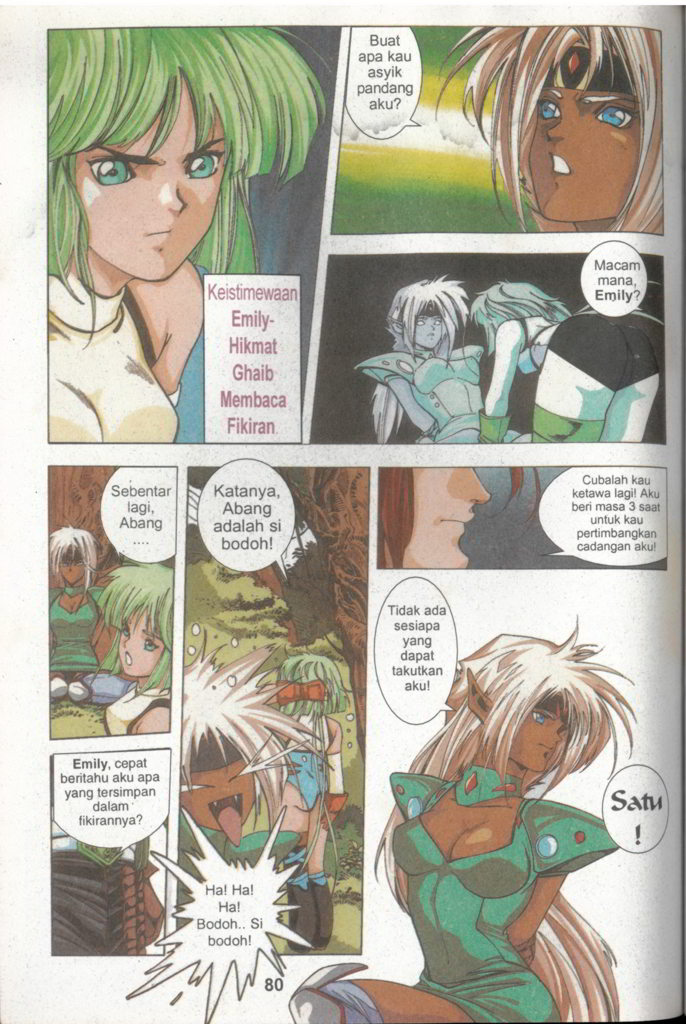 Buat
apa kau
asyik
pandang
aku?
Keistimewaan
Emily-
Hikmat
Ghaib
Membaca
Fikiran
Macam
mana,
Emily?
Sebentar
lagi,
Abang
....
Katanya,
Abang
adalah si
bodoh!
Cubalah kau
ketawa lagi! Aku
beri masa 3 saat
untuk kau
pertimbangkan
cadangan aku!
Emily, cepat
beritahu aku apa
yang tersimpan
dalam
fikirannya?
Ha! Ha!
Ha!
Bodoh.. Si
bodoh!
Tidak ada
sesiapa
yang
dapat
takutkan
aku!
Satu
!
80